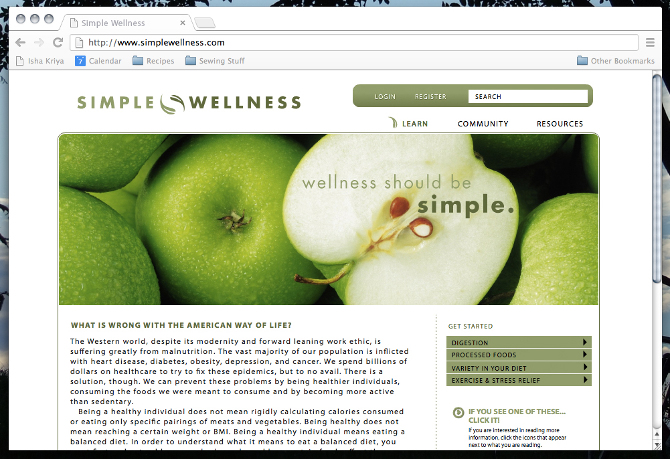 Simple Wellness
http://www.simplewellness.com
Isha Kriya
7
Calendar
Recipes
Sewing Stuff
Other Bookmarks
SIMPLE WELLNESS
LOGIN
REGISTER
SEARCH
LEARN
COMMUNITY
RESOURCES
wellness should be
simple.
WHAT IS WRONG WITH THE AMERICAN WAY OF LIFE?
The Western world, despite its modernity and forward leaning work ethic, is
suffering greatly from malnutrition. The vast majority of our population is inflicted
with heart disease, diabetes, obesity, depression, and cancer. We spend billions of
dollars on healthcare to try to fix these epidemics, but to no avail. There is a
solution, though. We can prevent these problems by being healthier individuals,
consuming the foods we were meant to consume and by becoming more active
than sedentary.
Being a healthy individual does not mean rigidly calculating calories consumed
or eating only specific pairings of meats and vegetables. Being healthy does not
mean reaching a certain weight or BMI. Being a healthy individual means eating a
balanced diet. In order to understand what it means to eat a balanced diet, you
GET STARTED
DIGESTION
PROCESSED FOODS
VARIETY IN YOUR DIET
EXERCISE & STRESS RELIEF
IF YOU SEE ONE OF THESE...
CLICK IT!
If you are interested in reading more
information, click the icons that appear
next to what you are reading.